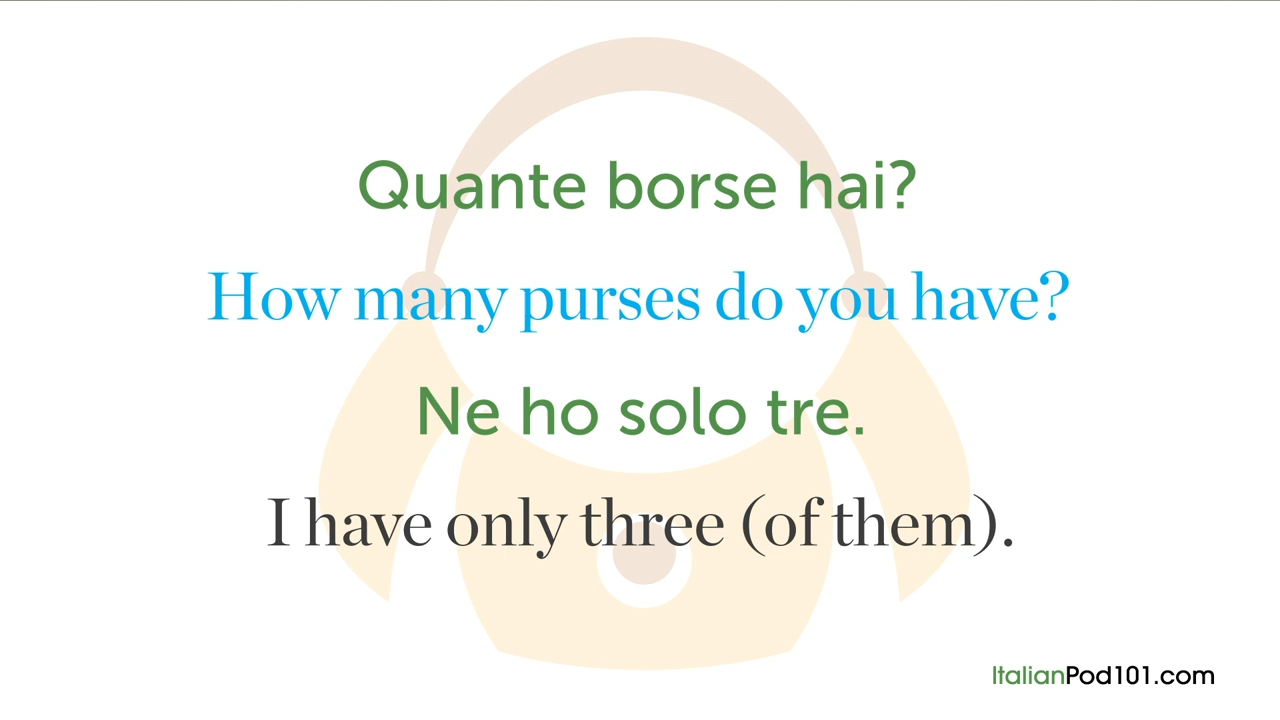 Quante borse hai?
How many purses do you have?
Ne ho solo tre.
I have only three (of them).
ItalianPod101.com